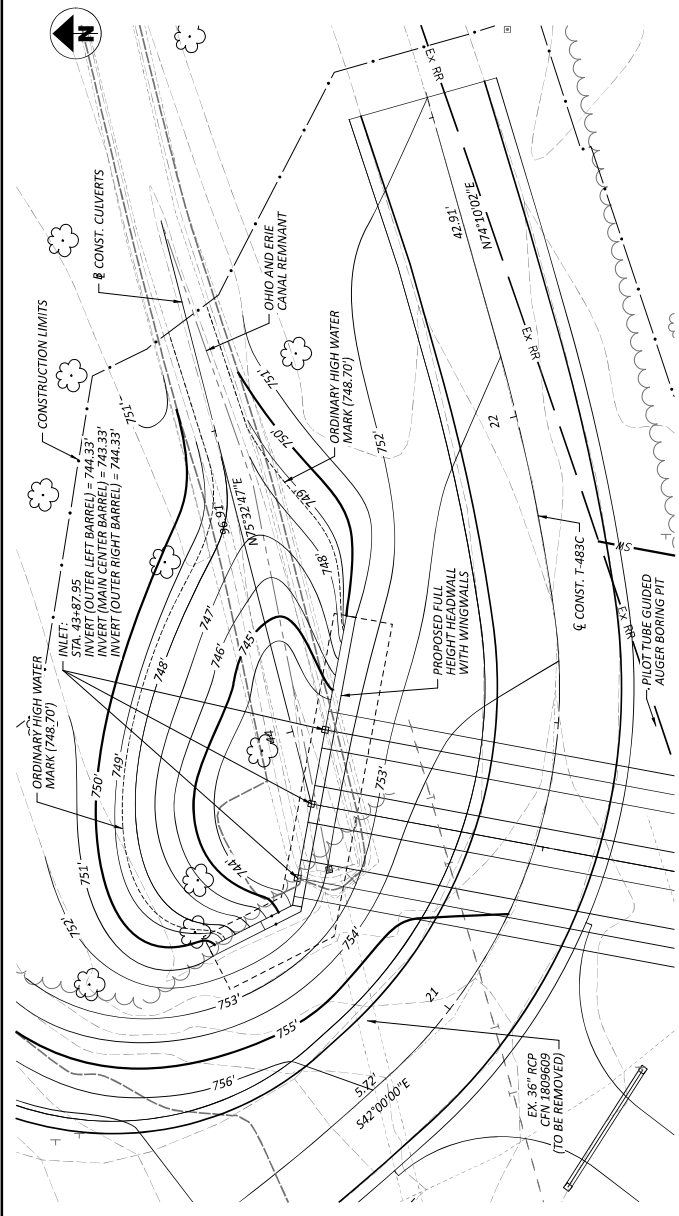 N
CONSTRUCTION LIMITS
℄ CONST. CULVERTS
OHIO AND ERIE
CANAL REMNANT
ORDINARY HIGH WATER
MARK (748.70')
INLET:
STA. 43+87.95
INVERT (OUTER LEFT BARREL) = 744.33'
INVERT (MAIN CENTER BARREL) = 743.33'
INVERT (OUTER RIGHT BARREL) = 744.33'
ORDINARY HIGH WATER
MARK (748.70')
751'
751'
750'
749'
748'
752'
96.91'
N75°32'47"E
747'
746'
745'
748'
749'
750'
751'
752'
44
744'
753'
753'
754'
755'
756'
EX RR
42.91'
N74°10'02"E
EX RR
22
EX RR
SW
℄ CONST. T-483C
PROPOSED FULL
HEIGHT HEADWALL
WITH WINGWALLS
PILOT TUBE GUIDED
AUGER BORING PIT
21
5.72'
S42°00'00"E
EX. 36" RCP
CFN 1809609
(TO BE REMOVED)